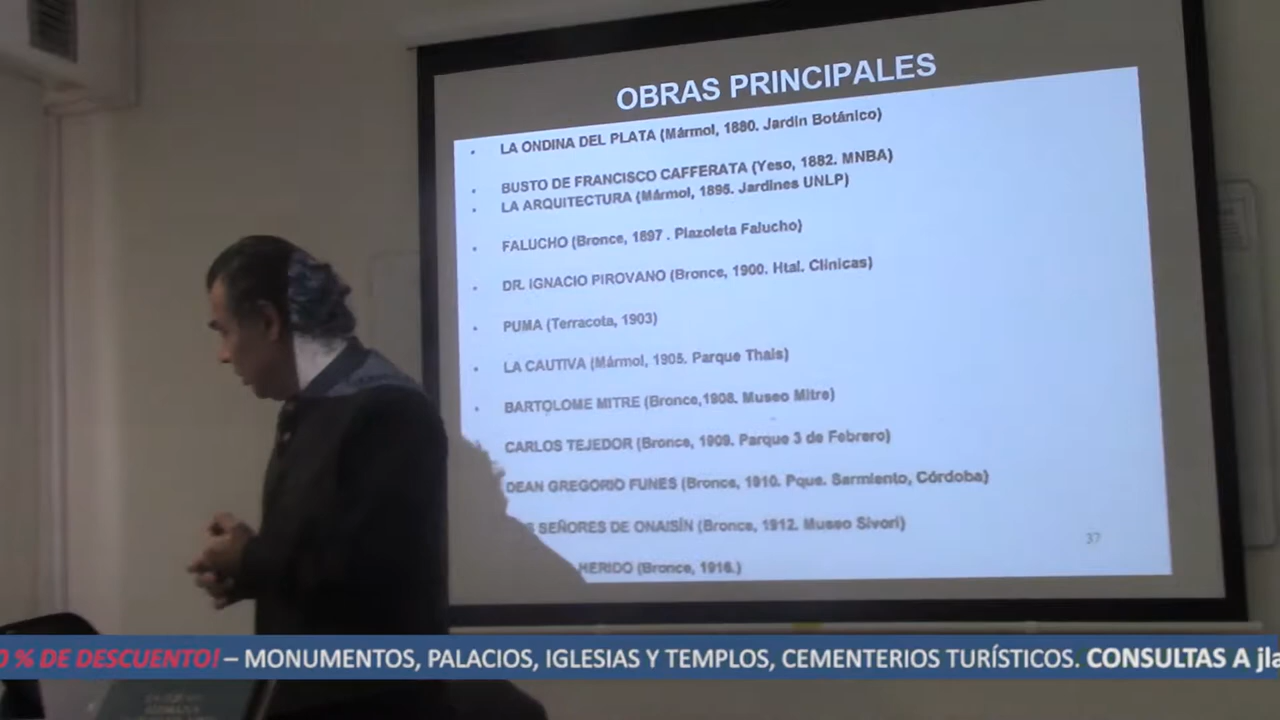 OBRAS PRINCIPALES
• LA ONDINA DEL PLATA (Mármol, 1880. Jardín Botánico)
• BUSTO DE FRANCISCO CAFFERATA (Yeso, 1882. MNBA)
• LA ARQUITECTURA (Mármol, 1895. Jardines UNLP)
• FALUCHO (Bronce, 1897 . Plazoleta Falucho)
• DR. IGNACIO PIROVANO (Bronce, 1900. Htal. Clínicas)
• PUMA (Terracota, 1903)
• LA CAUTIVA (Mármol, 1905. Parque Thais)
• BARTOLOME MITRE (Bronce,1908. Museo Mitre)
CARLOS TEJEDOR (Bronce, 1909. Parque 3 de Febrero)
DEAN GREGORIO FUNES (Bronce, 1910. Pque. Sarmiento, Córdoba)
SEÑORES DE ONAISÍN (Bronce, 1912. Museo Sívori)
HERIDO (Bronce, 1916.)
37
0 % DE DESCUENTO! – MONUMENTOS, PALACIOS, IGLESIAS Y TEMPLOS, CEMENTERIOS TURÍSTICOS. CONSULTAS A jla